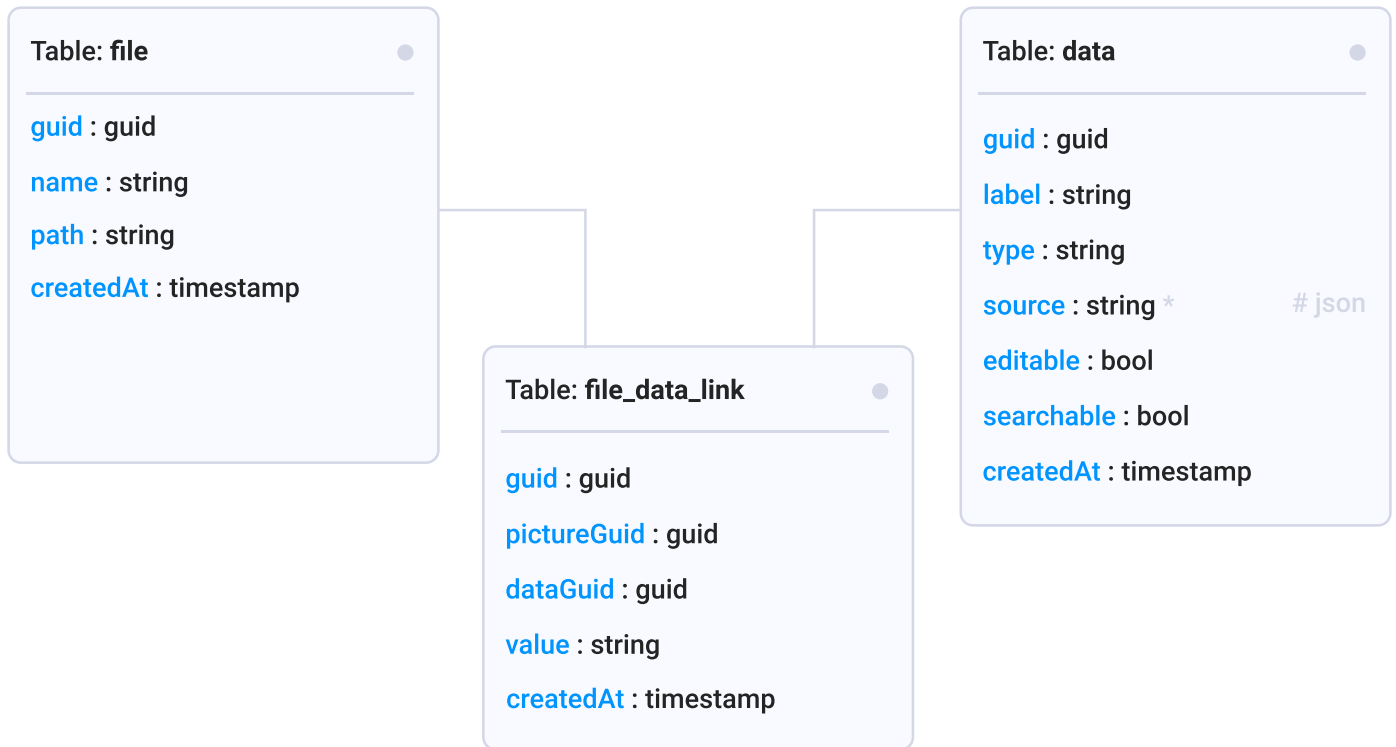 Table: file
guid : guid
name : string
path : string
createdAt : timestamp
Table: data
guid : guid
label : string
type : string
source : string * # json
editable : bool
searchable : bool
createdAt : timestamp
Table: file_data_link
guid : guid
pictureGuid : guid
dataGuid : guid
value : string
createdAt : timestamp